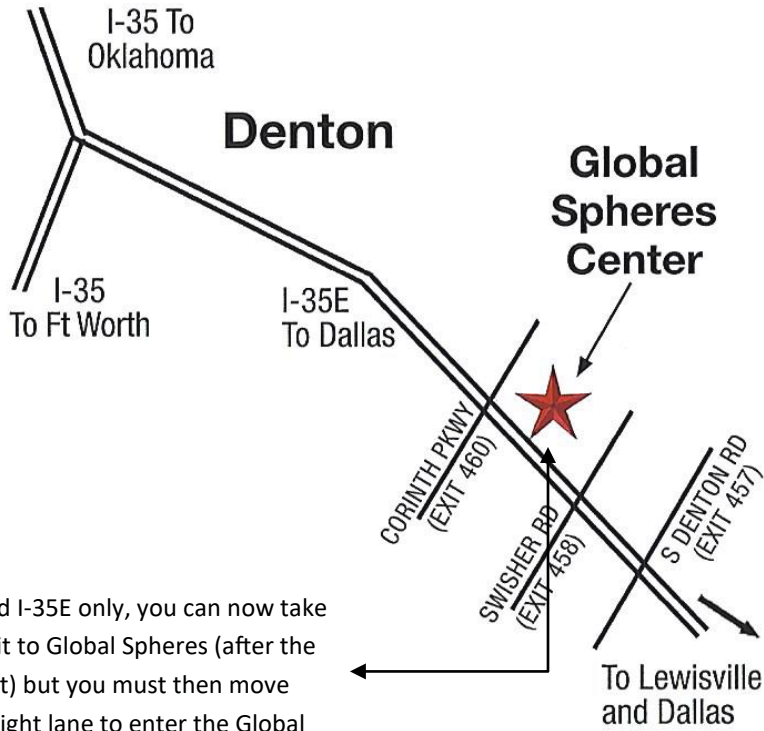 I-35 To
Oklahoma
Denton
Global
Spheres
Center
I-35
To Ft Worth
I-35E
To Dallas
CORINTH PKWY
(EXIT 460)
SWISHER RD
(EXIT 458)
S DENTON RD
(EXIT 457)
d I-35E only, you can now take
it to Global Spheres (after the
t) but you must then move
ight lane to enter the Global
To Lewisville
and Dallas